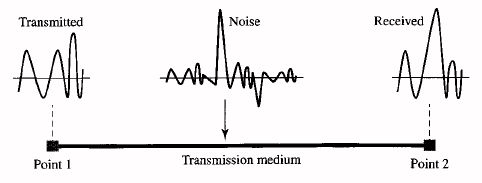 Transmitted
Noise
Received
Point 1
Transmission medium
Point 2